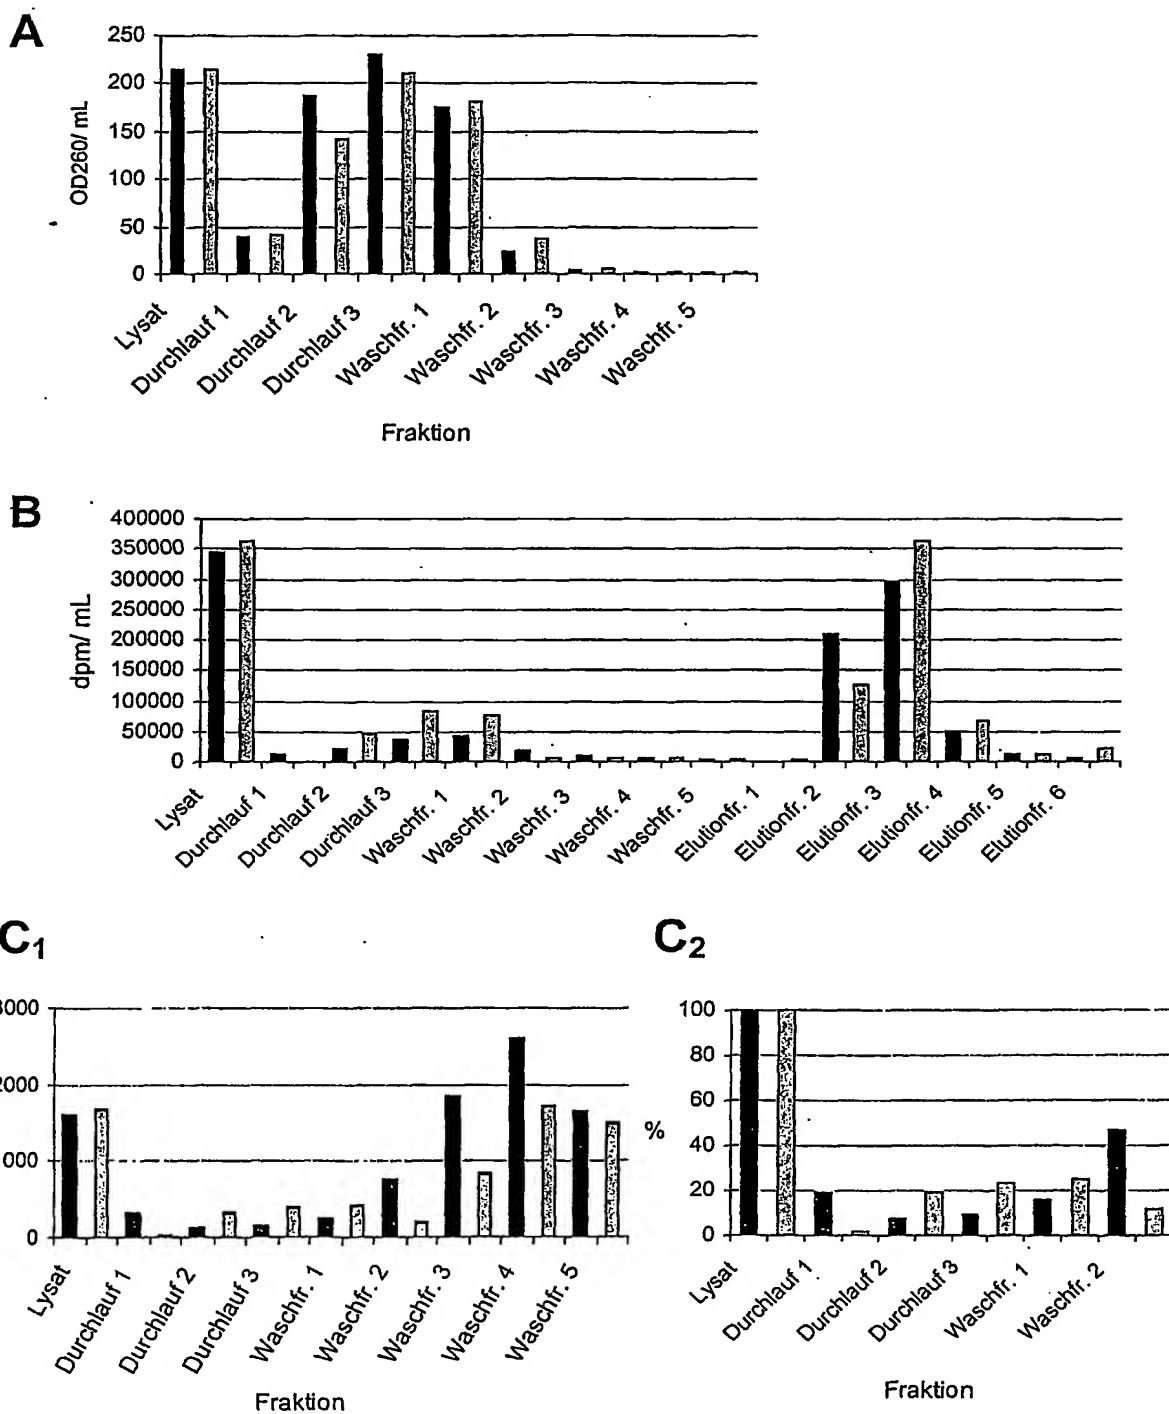 A
250
200
150
100
50
0
OD260/ mL
Lysat
Durchlauf 1
Durchlauf 2
Durchlauf 3
Waschfr. 1
Waschfr. 2
Waschfr. 3
Waschfr. 4
Waschfr. 5
Fraktion
B
400000
350000
300000
250000
200000
150000
100000
50000
0
dpm/ mL
Lysat
Durchlauf 1
Durchlauf 2
Durchlauf 3
Waschfr. 1
Waschfr. 2
Waschfr. 3
Waschfr. 4
Waschfr. 5
Elutionfr. 1
Elutionfr. 2
Elutionfr. 3
Elutionfr. 4
Elutionfr. 5
Elutionfr. 6
C1
3000
2000
000
0
Lysat
Durchlauf 1
Durchlauf 2
Durchlauf 3
Waschfr. 1
Waschfr. 2
Waschfr. 3
Waschfr. 4
Waschfr. 5
Fraktion
C2
100
80
60
40
20
0
%
Lysat
Durchlauf 1
Durchlauf 2
Durchlauf 3
Waschfr. 1
Waschfr. 2
Fraktion